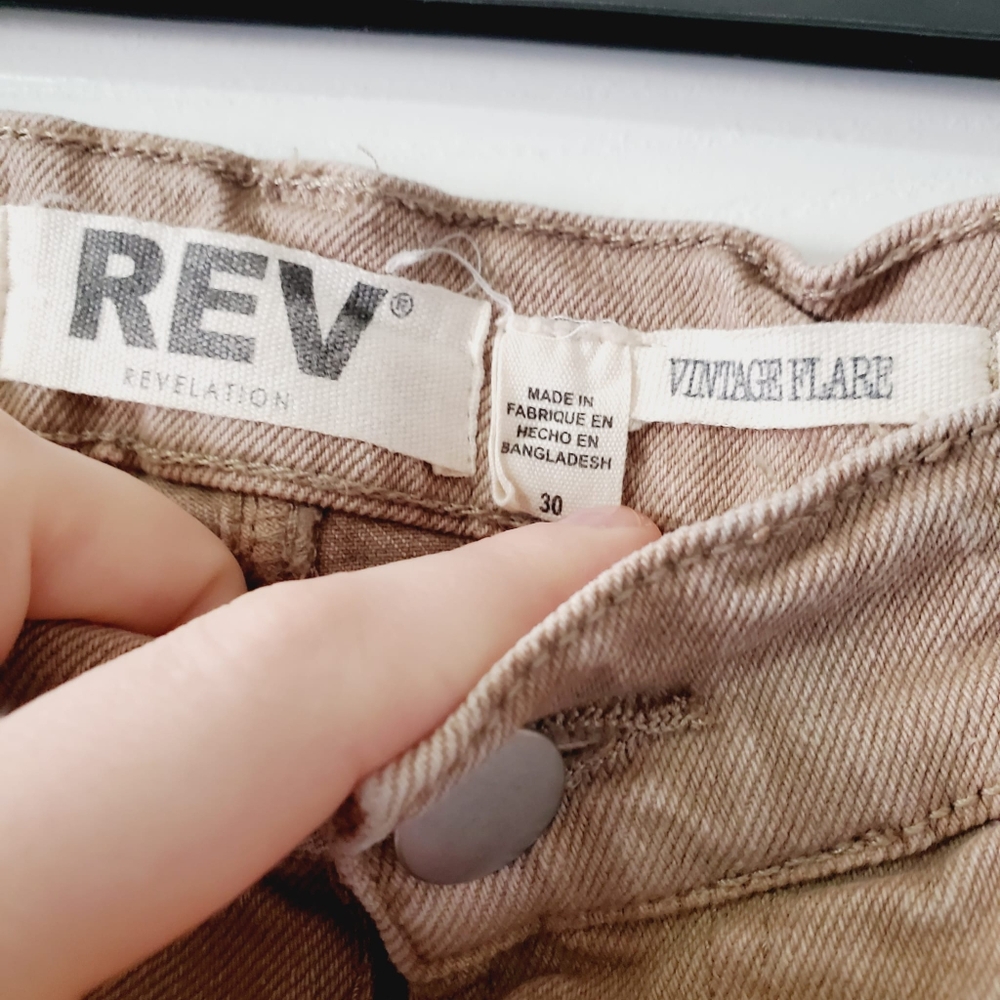 REV®
REVELATION
MADE IN
FABRIQUE EN
HECHO EN
BANGLADESH
30
VINTAGE FLARE